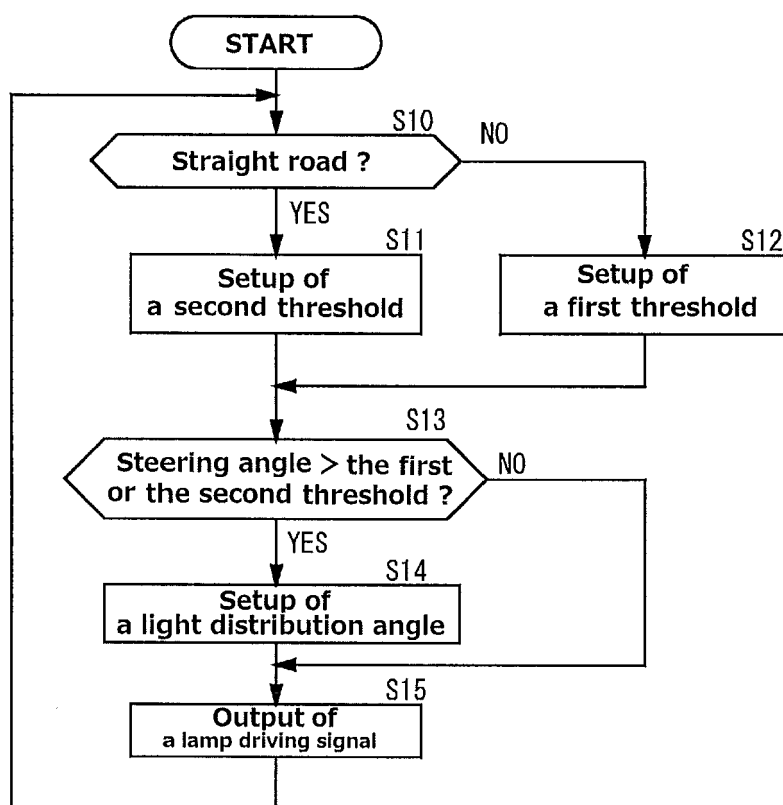 START
S10
NO
Straight road ?
YES
S11
S12
Setup of
a second threshold
Setup of
a first threshold
S13
Steering angle > the first
or the second threshold ?
NO
YES
S14
Setup of
a light distribution angle
S15
Output of
a lamp driving signal